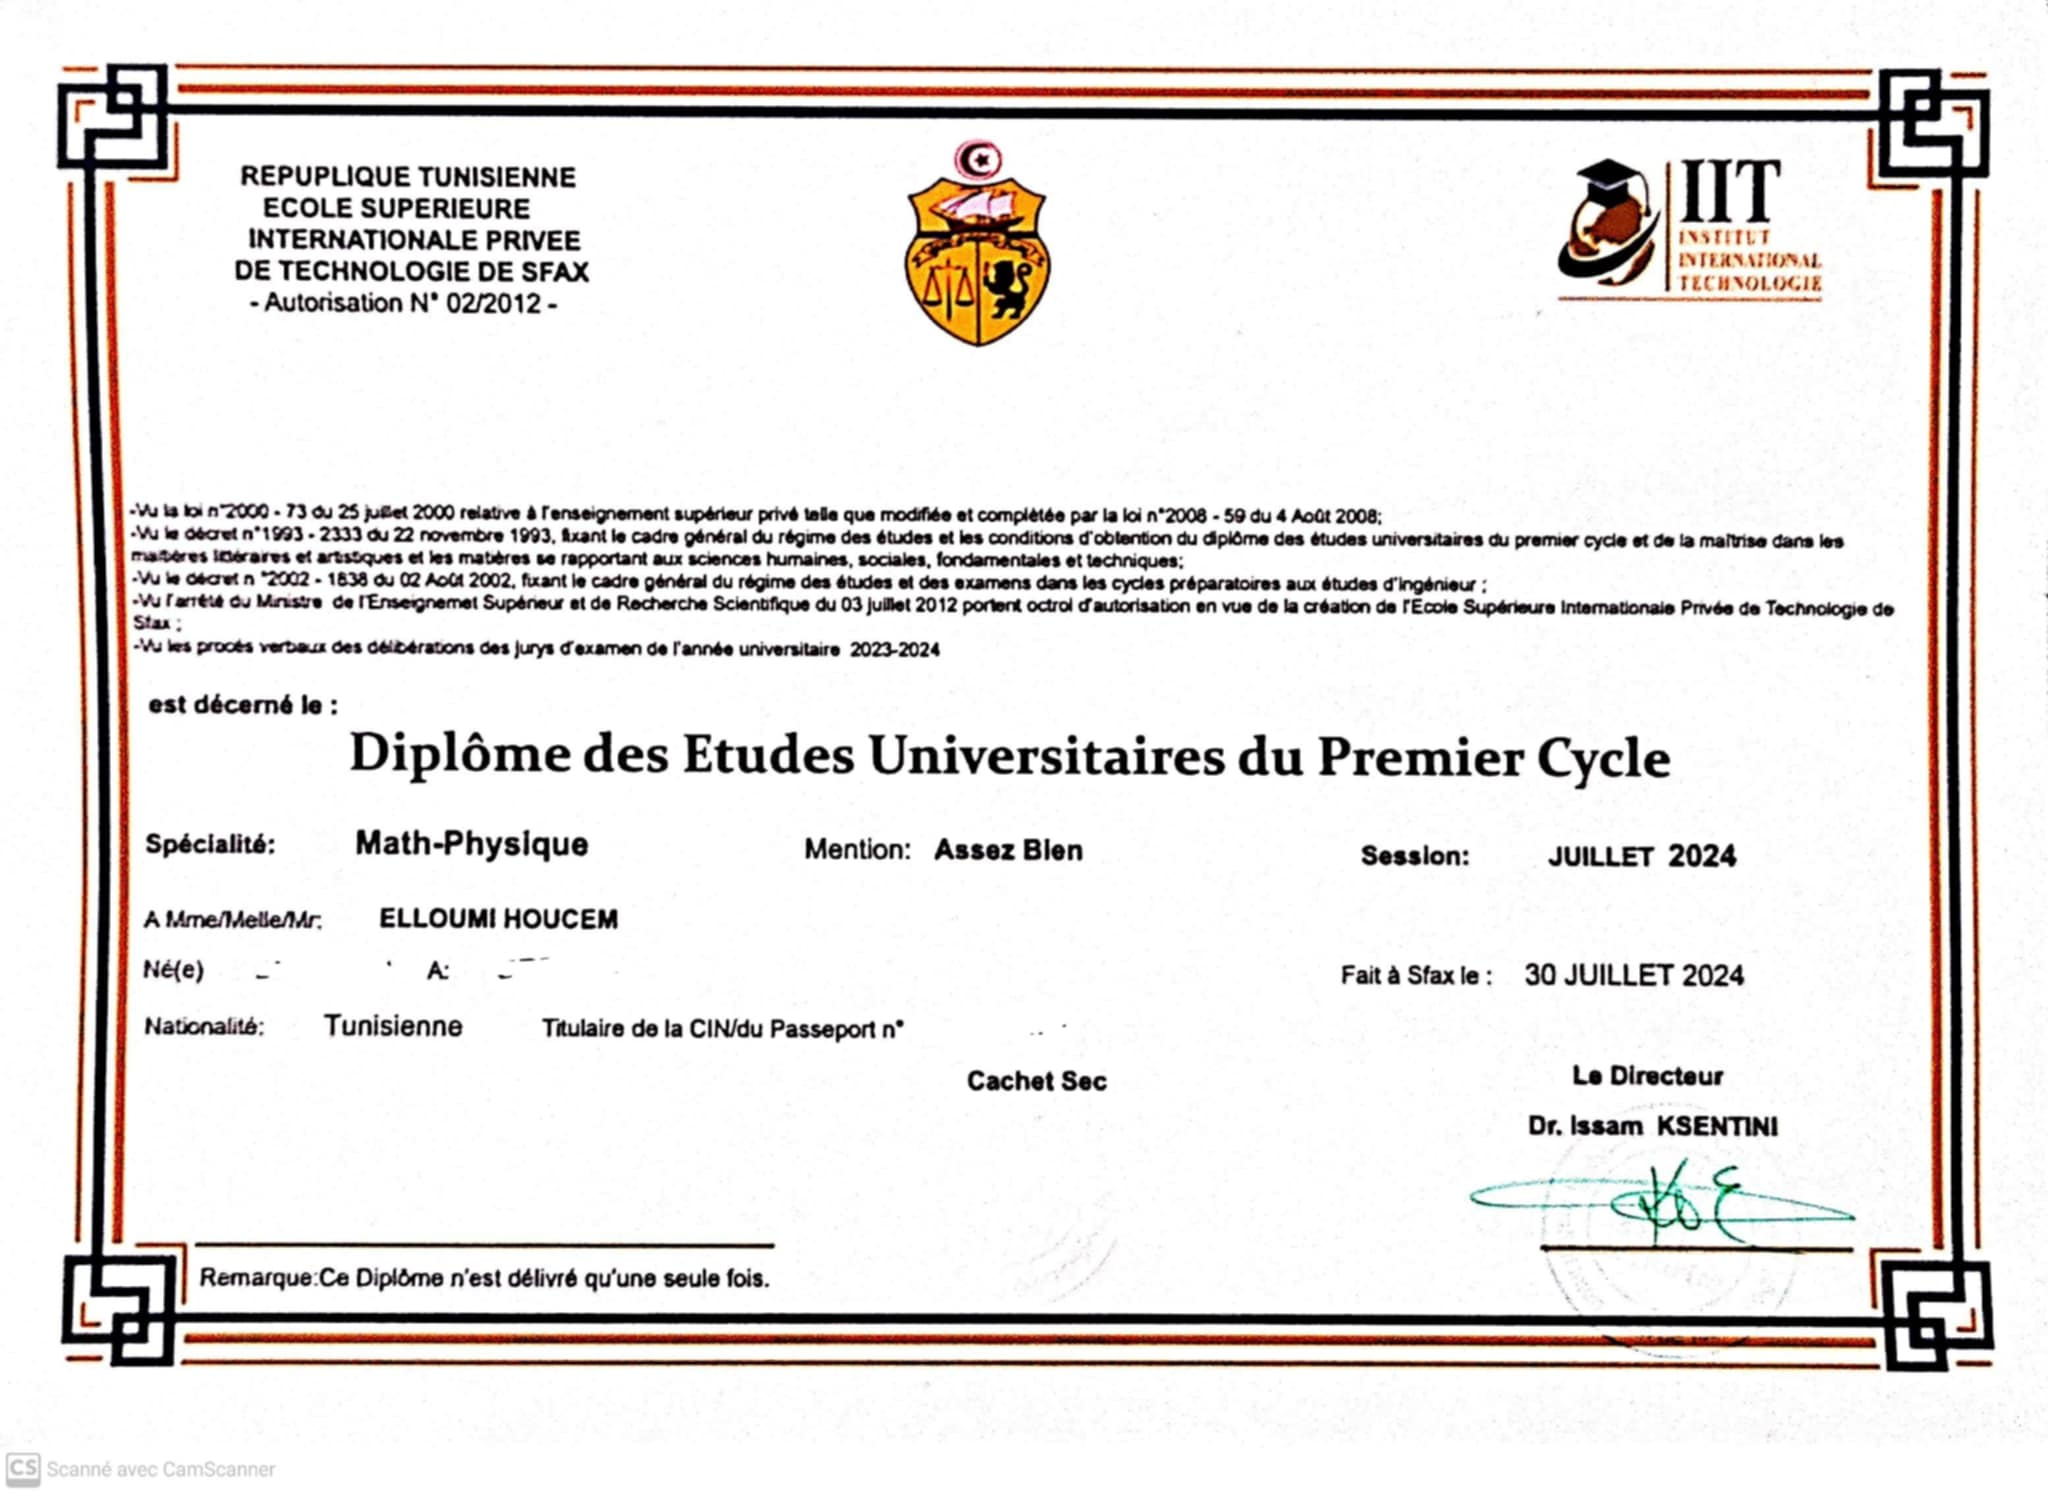 REPUPLIQUE TUNISIENNE
ECOLE SUPERIEURE
INTERNATIONALE PRIVEE
DE TECHNOLOGIE DE SFAX
- Autorisation N° 02/2012 -
IIT
INSTITUT
INTERNATIONAL
TECHNOLOGIE
-Vu la loi n°2000 - 73 du 25 juillet 2000 relative à l'enseignement supérieur privé telle que modifiée et complétée par la loi n°2008 - 59 du 4 Août 2008;
-Vu le décret n°1993 - 2333 du 22 novembre 1993, fixant le cadre général du régime des études et les conditions d'obtention du diplôme des études universitaires du premier cycle et de la maîtrise dans les
matières littéraires et artistiques et les matières se rapportant aux sciences humaines, sociales, fondamentales et techniques;
-Vu le décret n °2002 - 1838 du 02 Août 2002, fixant le cadre général du régime des études et des examens dans les cycles préparatoires aux études d'ingénieur ;
-Vu l'arrêté du Ministre de l'Enseignemet Supérieur et de Recherche Scientifique du 03 juillet 2012 portent octroi d'autorisation en vue de la création de l'Ecole Supérieure Internationale Privée de Technologie de
Sfax ;
-Vu les procés verbaux des délibérations des jurys d'examen de l'année universitaire 2023-2024
est décerné le :
Diplôme des Etudes Universitaires du Premier Cycle
Spécialité: Math-Physique Mention: Assez Bien Session: JUILLET 2024
A Mme/Melle/Mr: ELLOUMI HOUCEM
Né(e) A: Fait à Sfax le : 30 JUILLET 2024
Nationalité: Tunisienne Titulaire de la CIN/du Passeport n°
Cachet Sec
Le Directeur
Dr. Issam KSENTINI
Remarque:Ce Diplôme n'est délivré qu'une seule fois.
CS Scanné avec CamScanner